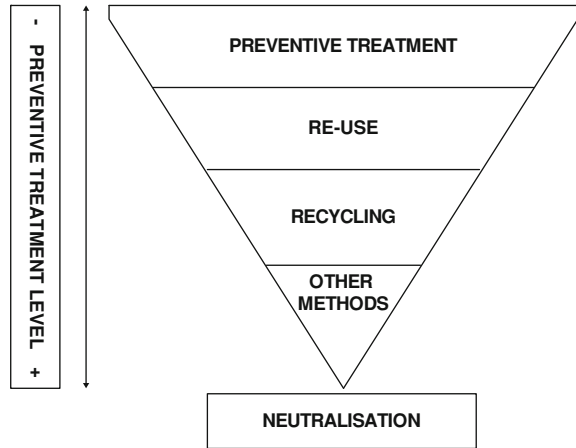 - PREVENTIVE TREATMENT LEVEL +
PREVENTIVE TREATMENT
RE-USE
RECYCLING
OTHER
METHODS
NEUTRALISATION